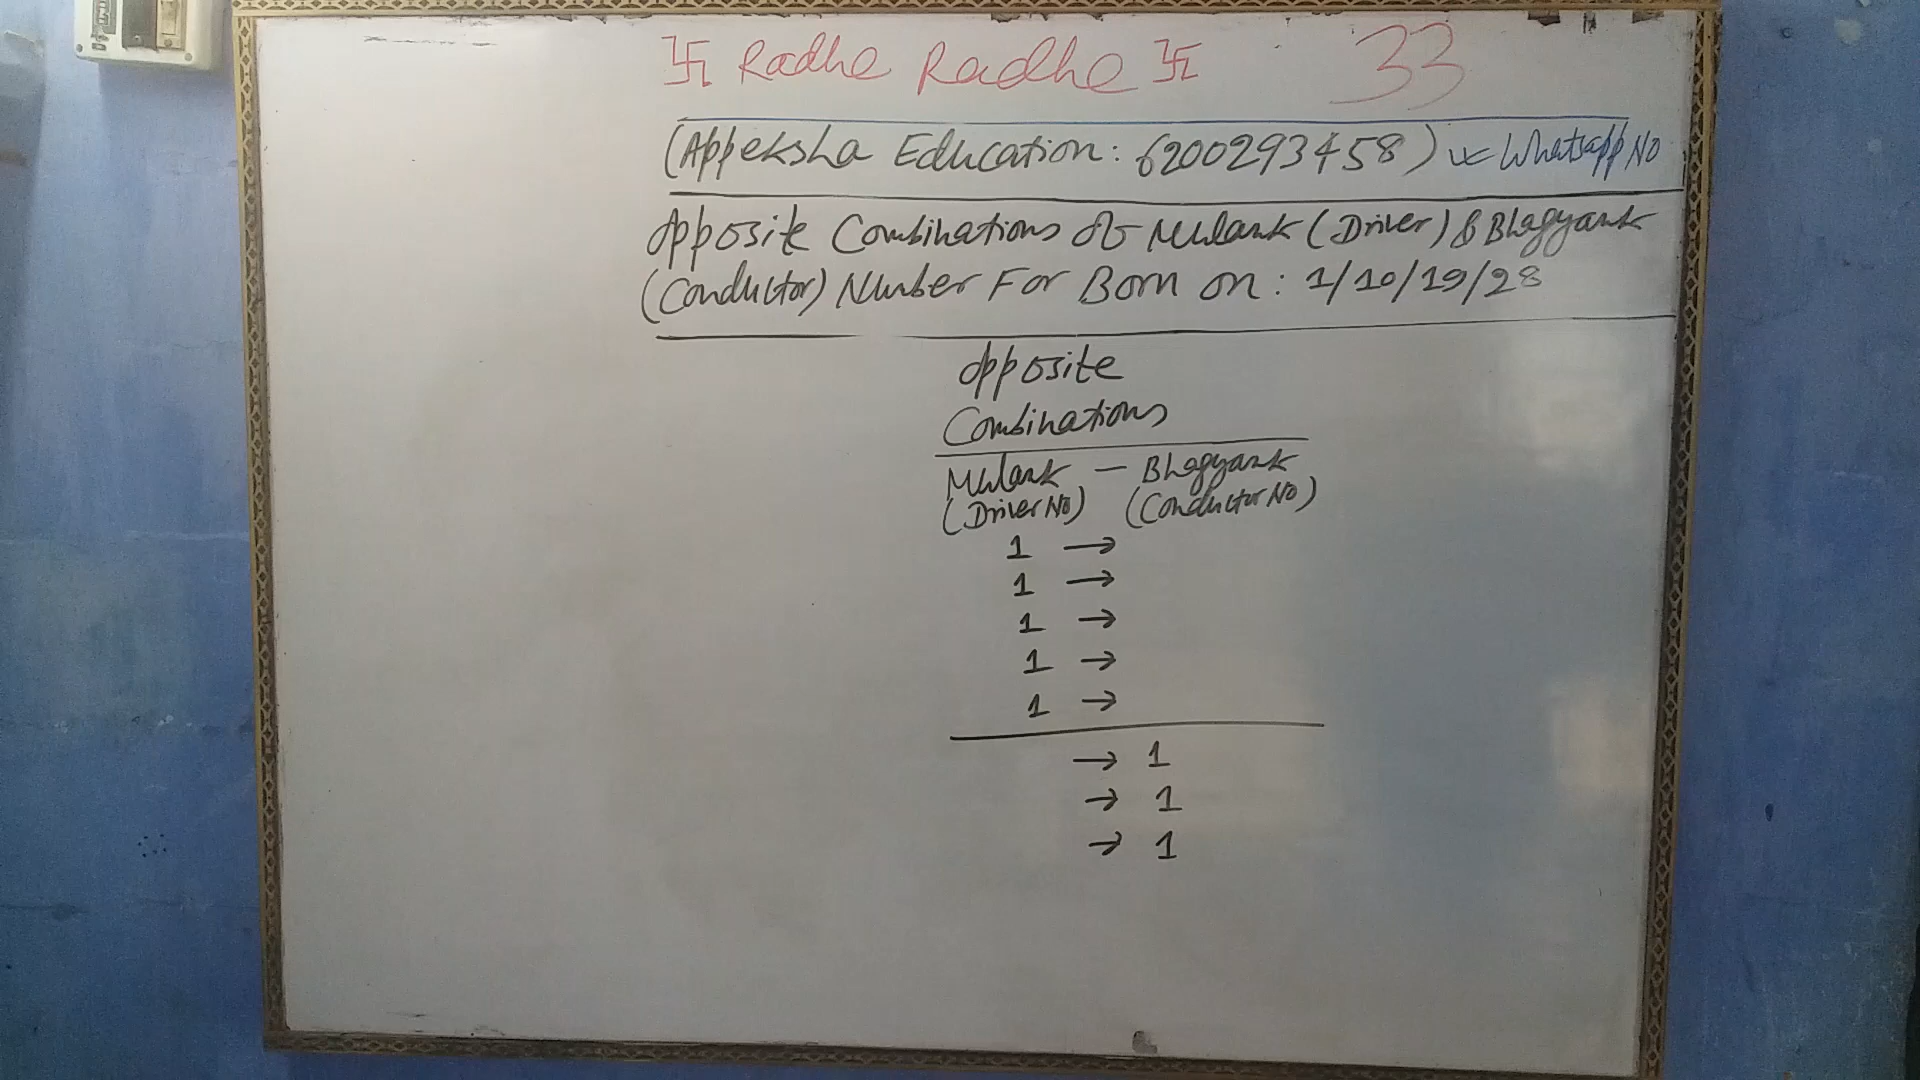 卐 Radhe Radhe 卐 33
(Appeksha Education: 6200293458) ← Whatsapp No
Opposite Combinations Of Mulank (Driver) & Bhagyank
(Conductor) Number For Born on: 1/10/19/28
Opposite
Combinations
Mulank - Bhagyank
(Driver No) (Conductor No)
1 →
1 →
1 →
1 →
1 →
→ 1
→ 1
→ 1